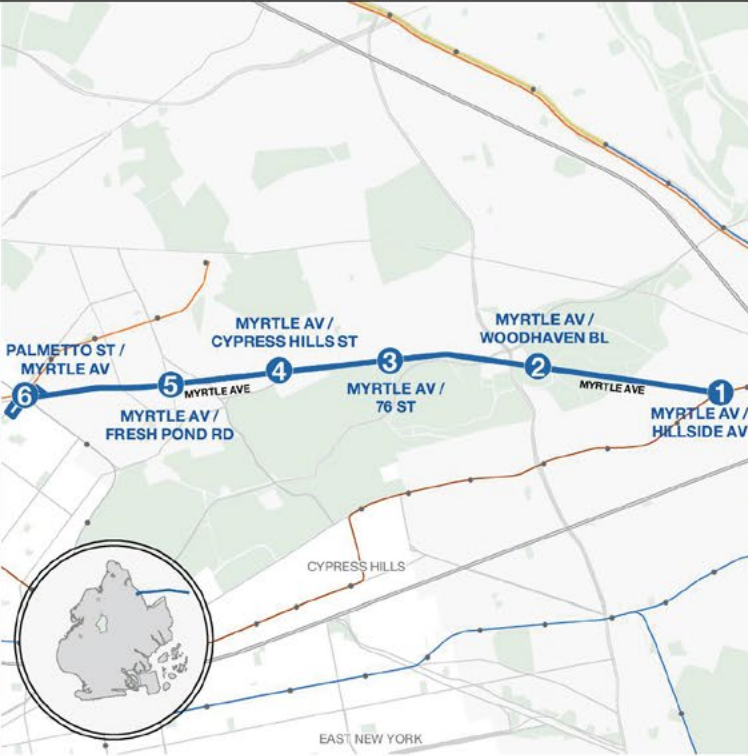 MYRTLE AV /
WOODHAVEN BL
MYRTLE AV /
CYPRESS HILLS ST
PALMETTO ST /
MYRTLE AV
6
5
MYRTLE AVE
4
3
2
MYRTLE AVE
1
MYRTLE AV /
FRESH POND RD
MYRTLE AV /
76 ST
MYRTLE AV /
HILLSIDE AV
CYPRESS HILLS
EAST NEW YORK